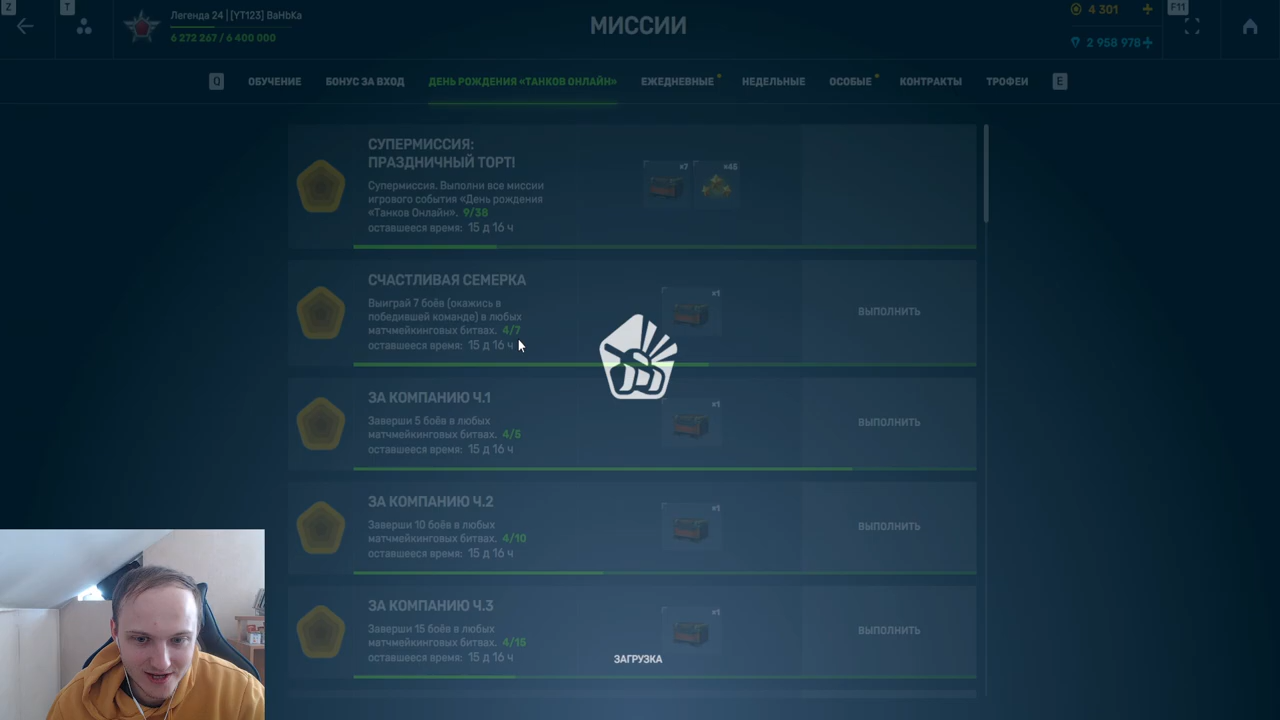 Z
T
Легенда 24 | [YT123] BaHbKa
6 272 267 / 6 400 000
МИССИИ
4 301
F11
2 958 978
Q
ОБУЧЕНИЕ
БОНУС ЗА ВХОД
ДЕНЬ РОЖДЕНИЯ «ТАНКОВ ОНЛАЙН»
ЕЖЕДНЕВНЫЕ
НЕДЕЛЬНЫЕ
ОСОБЫЕ
КОНТРАКТЫ
ТРОФЕИ
E
СУПЕРМИССИЯ:
ПРАЗДНИЧНЫЙ ТОРТ!
Супермиссия. Выполни все миссии
игрового события «День рождения
«Танков Онлайн». 9/38
оставшееся время: 15 д 16 ч
×7
×45
СЧАСТЛИВАЯ СЕМЕРКА
Выиграй 7 боёв (окажись в
победившей команде) в любых
матчмейкинговых битвах. 4/7
оставшееся время: 15 д 16 ч
×1
ВЫПОЛНИТЬ
ЗА КОМПАНИЮ Ч.1
Заверши 5 боёв в любых
матчмейкинговых битвах. 4/5
оставшееся время: 15 д 16 ч
×1
ВЫПОЛНИТЬ
ЗА КОМПАНИЮ Ч.2
Заверши 10 боёв в любых
матчмейкинговых битвах. 4/10
оставшееся время: 15 д 16 ч
×1
ВЫПОЛНИТЬ
ЗА КОМПАНИЮ Ч.3
Заверши 15 боёв в любых
матчмейкинговых битвах. 4/15
оставшееся время: 15 д 16 ч
×1
ВЫПОЛНИТЬ
ЗАГРУЗКА